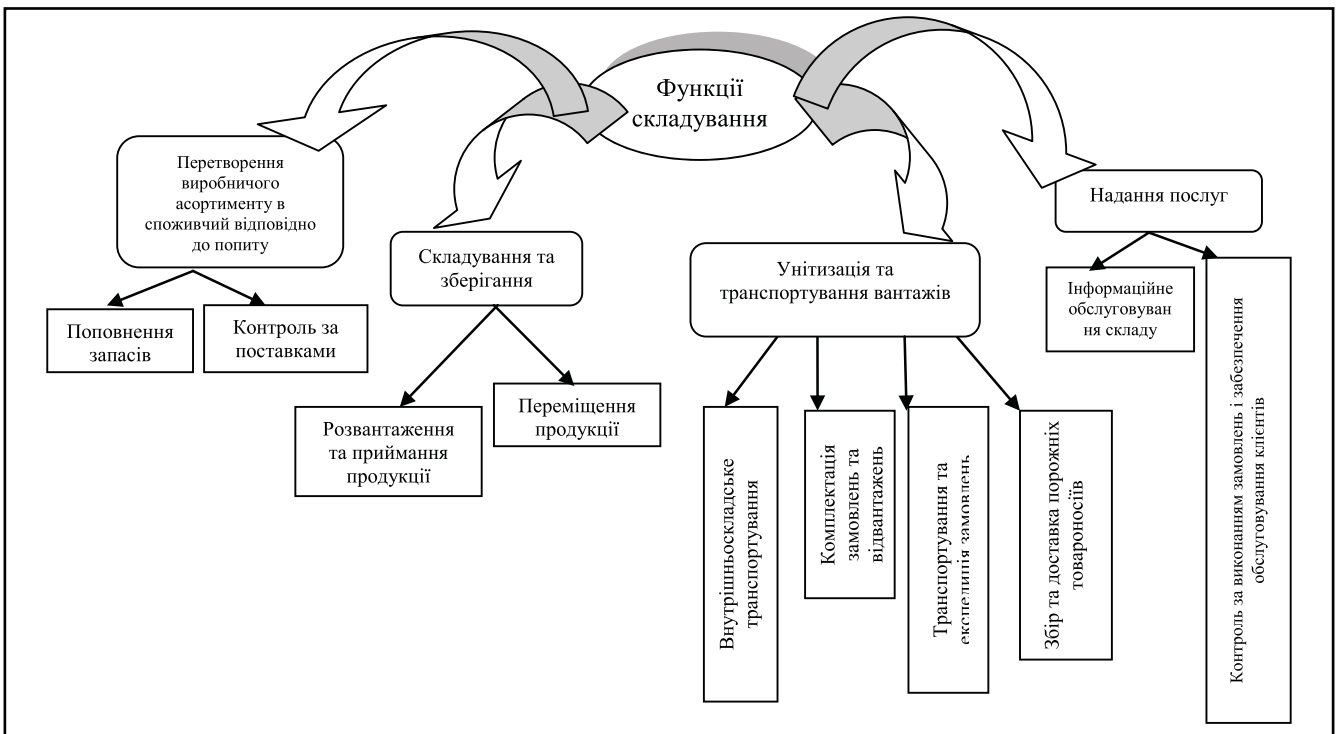 Функції
складування
Перетворення
виробничого
асортименту в
споживчий відповідно
до попиту
Поповнення
запасів
Контроль за
поставками
Складування та
зберігання
Розвантаження
та приймання
продукції
Переміщення
продукції
Унітизація та
транспортування вантажів
Внутрішньоскладське
транспортування
Комплектація
замовлень та
відвантажень
Транспортування та
експедиція замовлень
Збір та доставка порожніх
товароносіїв
Надання послуг
Інформаційне
обслуговуван
ня складу
Контроль за виконанням замовлень і забезпечення
обслуговування клієнтів